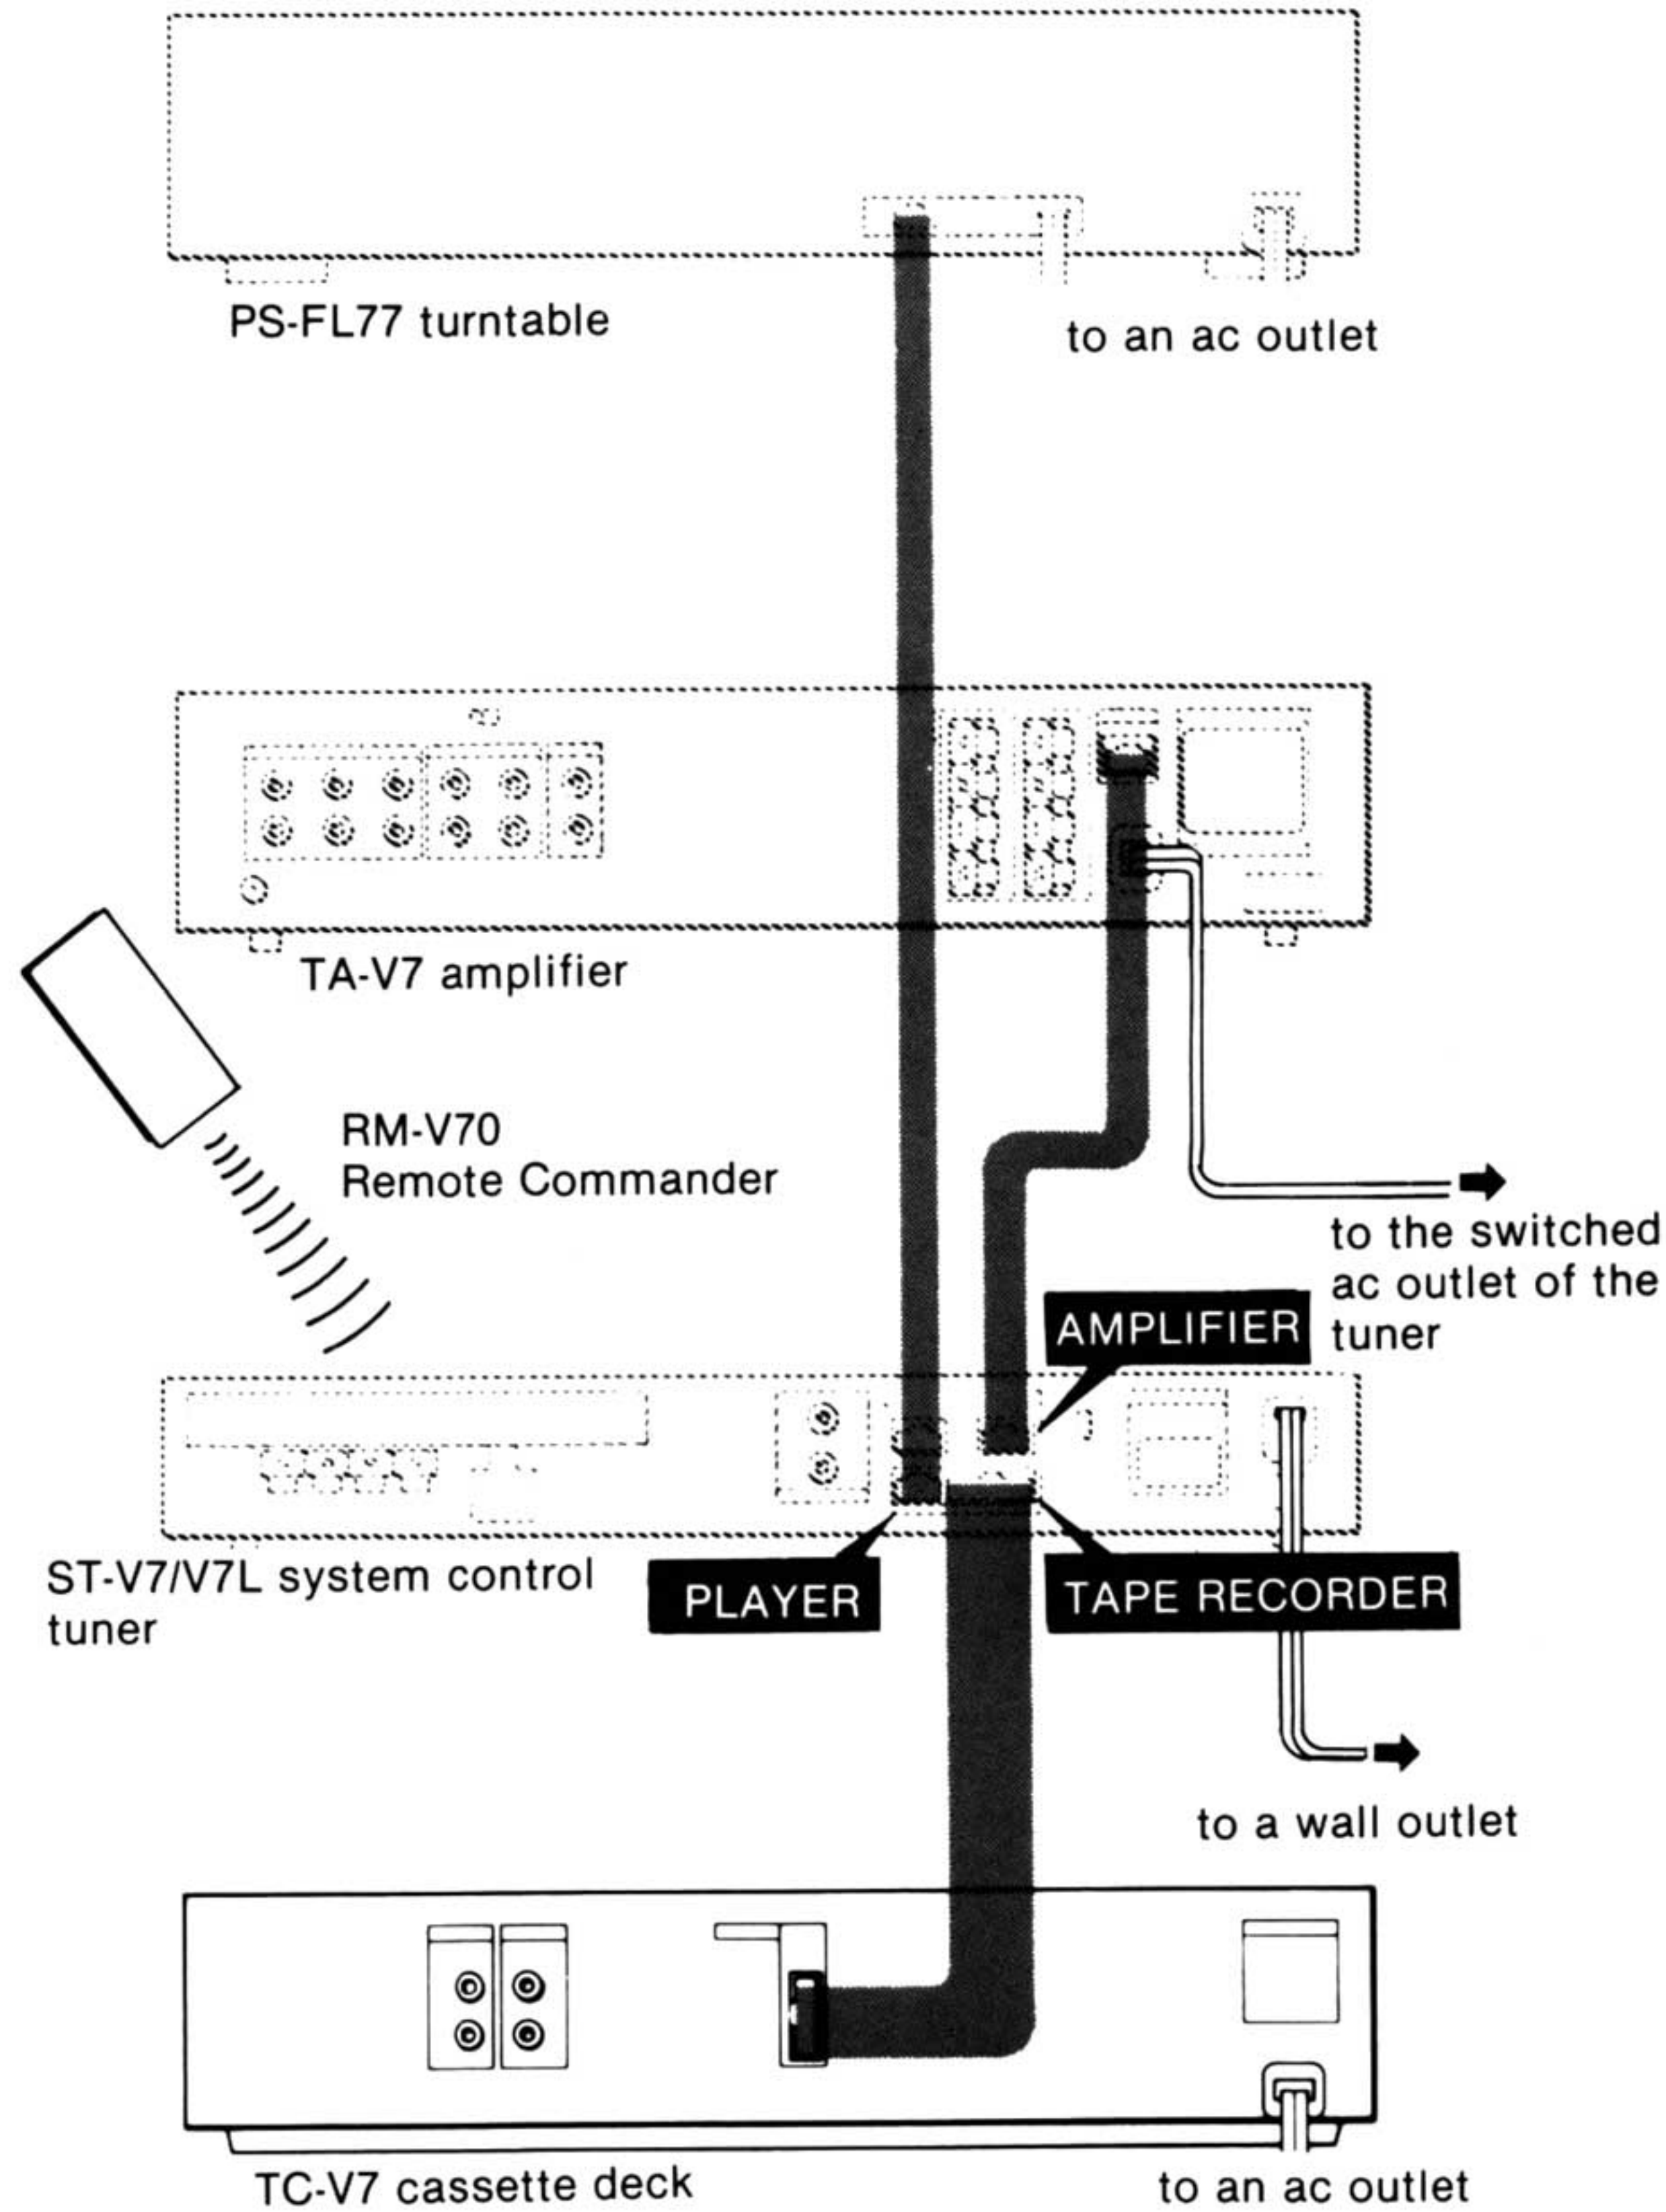 PS-FL77 turntable
to an ac outlet
TA-V7 amplifier
RM-V70
Remote Commander
to the switched
ac outlet of the
tuner
AMPLIFIER
ST-V7/V7L system control
tuner
PLAYER
TAPE RECORDER
to a wall outlet
TC-V7 cassette deck
to an ac outlet